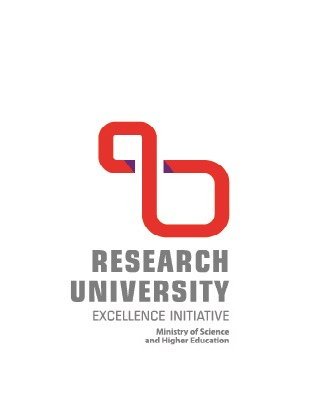 RESEARCH
UNIVERSITY
EXCELLENCE INITIATIVE
Ministry of Science
and Higher Education